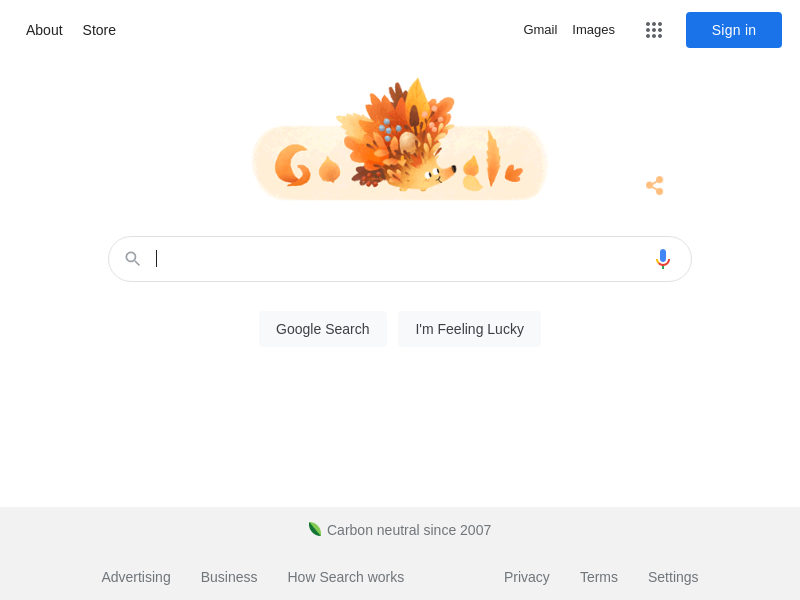 About Store Gmail Images Sign in
Google Search I'm Feeling Lucky
Carbon neutral since 2007
Advertising Business How Search works Privacy Terms Settings